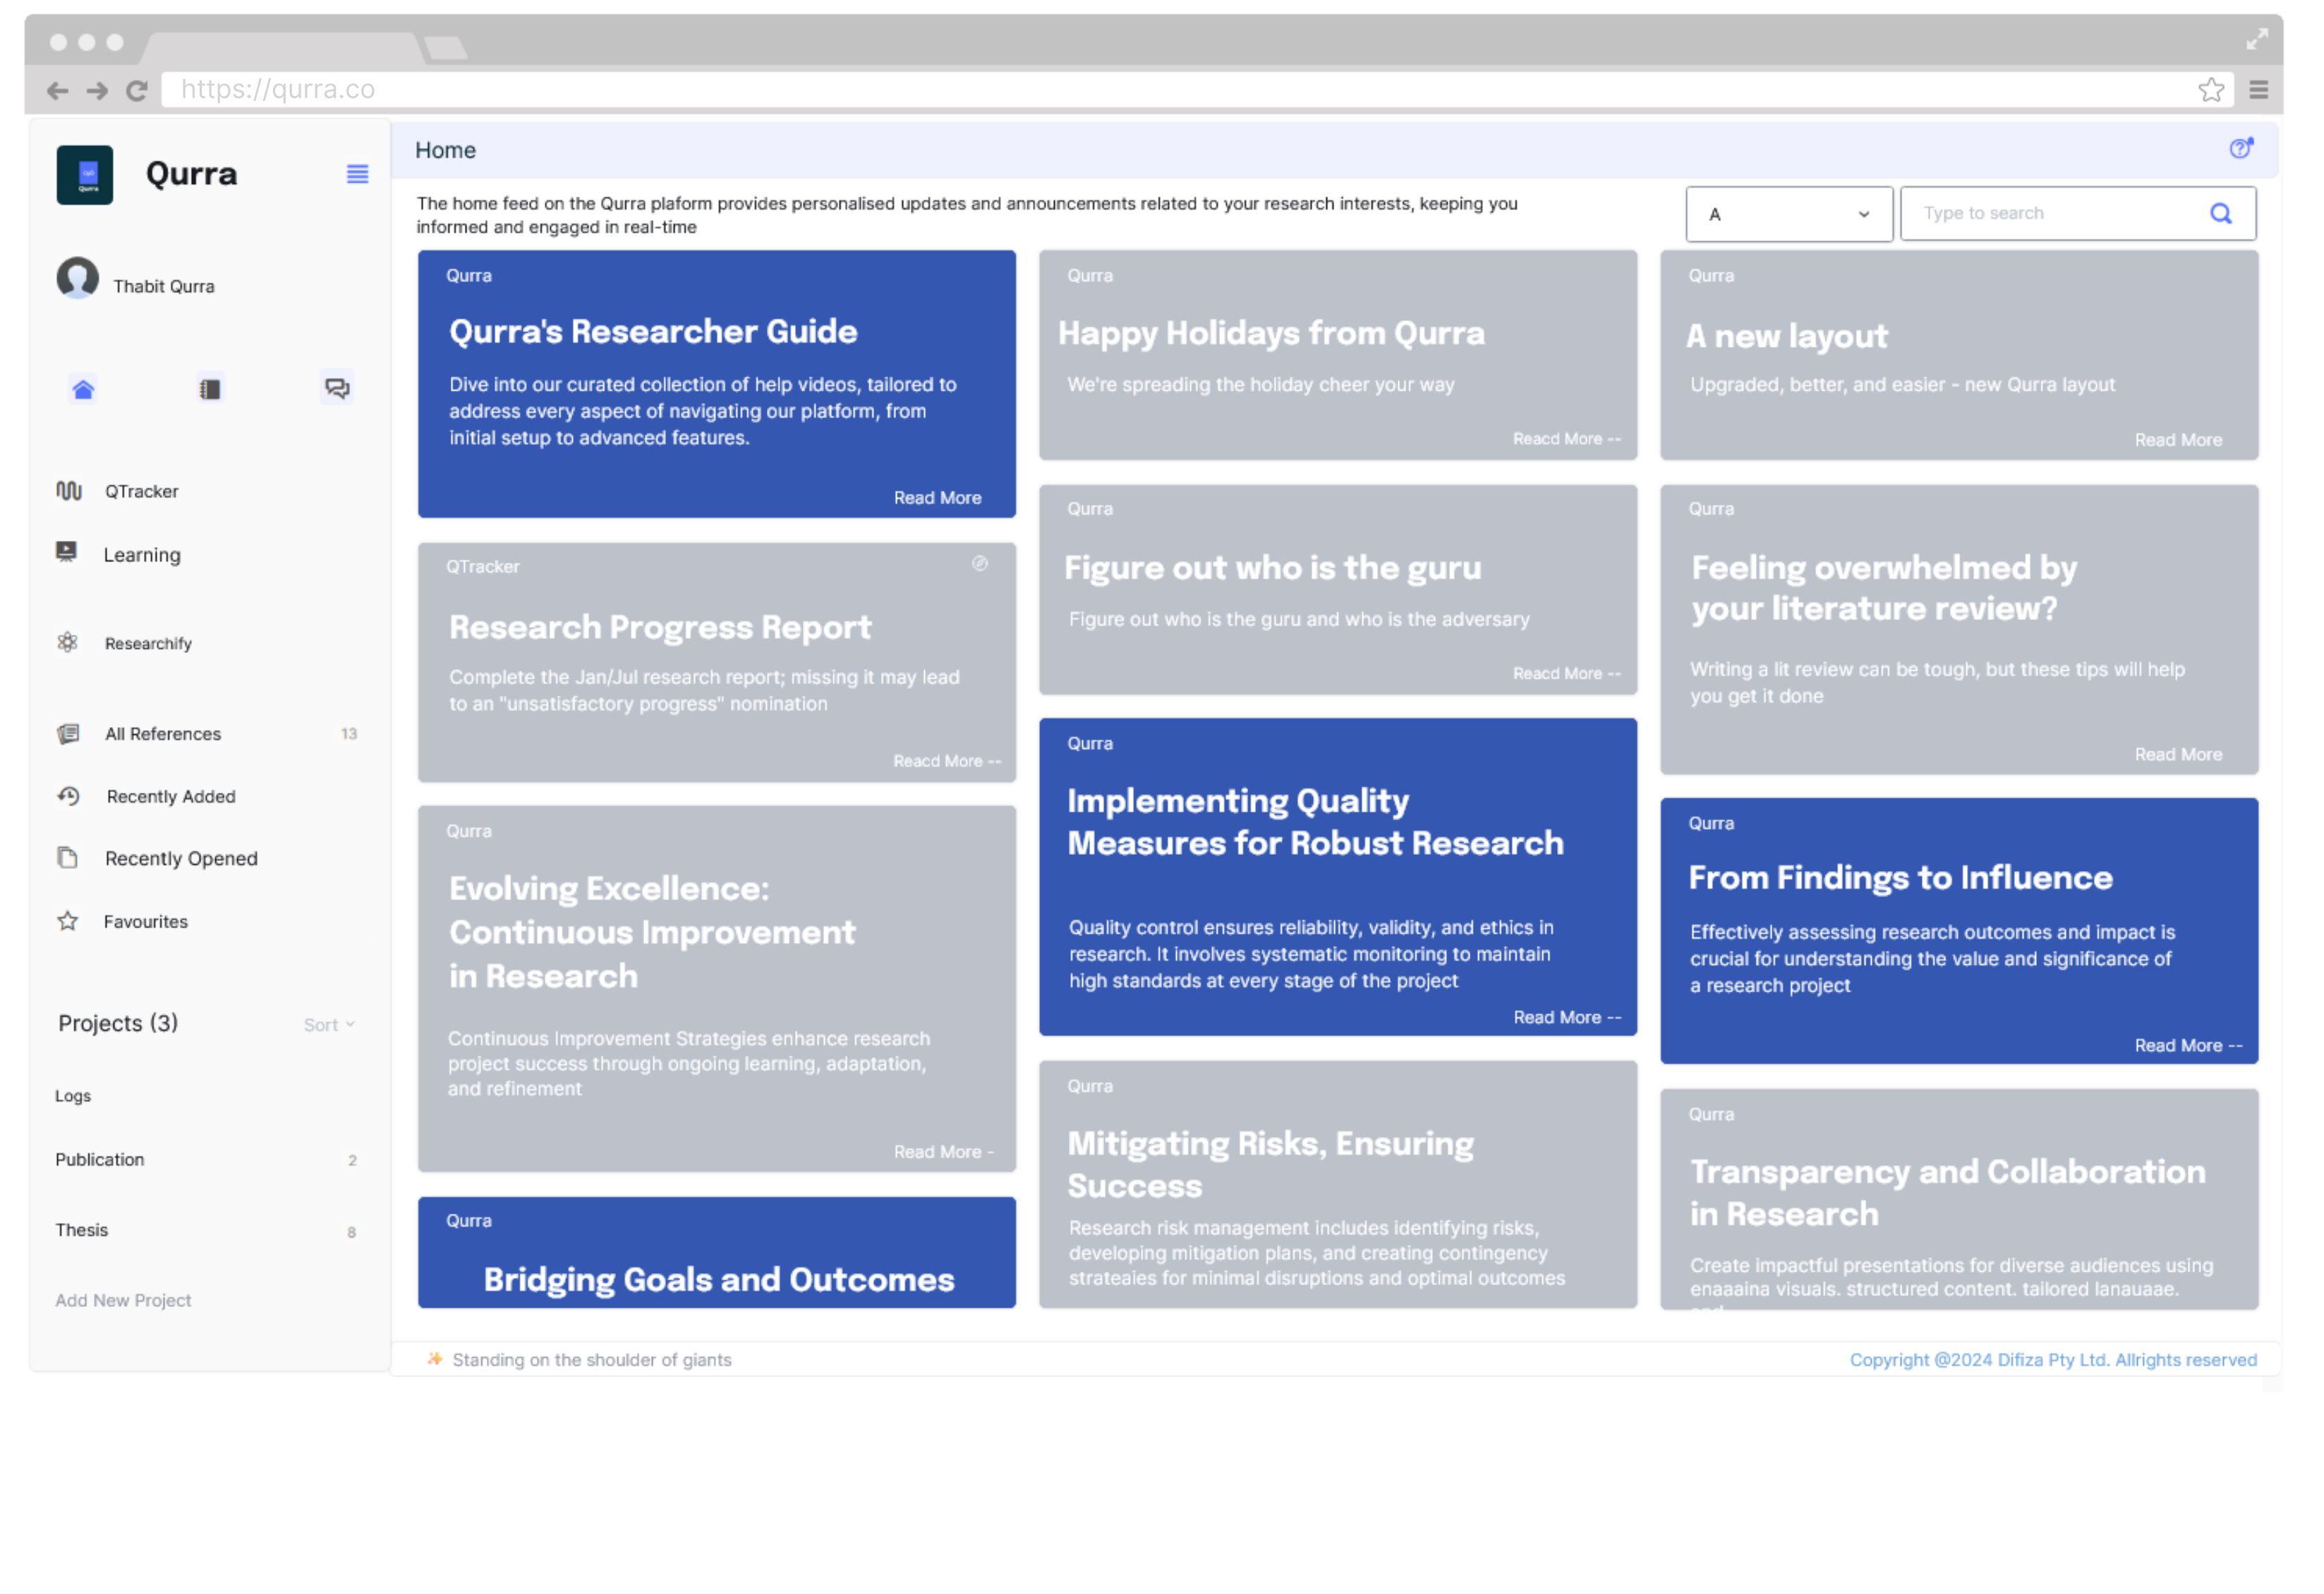 https://qurra.co
Qurra
Qurra
Thabit Qurra
QTracker
Learning
Researchify
All References 13
Recently Added
Recently Opened
Favourites
Projects (3) Sort
Logs
Publication 2
Thesis 8
Add New Project
Home
The home feed on the Qurra plaform provides personalised updates and announcements related to your research interests, keeping you
informed and engaged in real-time
A
Type to search
Qurra
Qurra's Researcher Guide
Dive into our curated collection of help videos, tailored to
address every aspect of navigating our platform, from
initial setup to advanced features.
Read More
QTracker
Research Progress Report
Complete the Jan/Jul research report; missing it may lead
to an "unsatisfactory progress" nomination
Reacd More --
Qurra
Evolving Excellence:
Continuous Improvement
in Research
Continuous Improvement Strategies enhance research
project success through ongoing learning, adaptation,
and refinement
Read More -
Qurra
Bridging Goals and Outcomes
Qurra
Happy Holidays from Qurra
We're spreading the holiday cheer your way
Reacd More --
Qurra
Figure out who is the guru
Figure out who is the guru and who is the adversary
Reacd More --
Qurra
Implementing Quality
Measures for Robust Research
Quality control ensures reliability, validity, and ethics in
research. It involves systematic monitoring to maintain
high standards at every stage of the project
Read More --
Qurra
Mitigating Risks, Ensuring
Success
Research risk management includes identifying risks,
developing mitigation plans, and creating contingency
strategies for minimal disruptions and optimal outcomes
Qurra
A new layout
Upgraded, better, and easier - new Qurra layout
Read More
Qurra
Feeling overwhelmed by
your literature review?
Writing a lit review can be tough, but these tips will help
you get it done
Read More
Qurra
From Findings to Influence
Effectively assessing research outcomes and impact is
crucial for understanding the value and significance of
a research project
Read More --
Qurra
Transparency and Collaboration
in Research
Create impactful presentations for diverse audiences using
engaging visuals, structured content, tailored language,
and
✨ Standing on the shoulder of giants
Copyright @2024 Difiza Pty Ltd. Allrights reserved